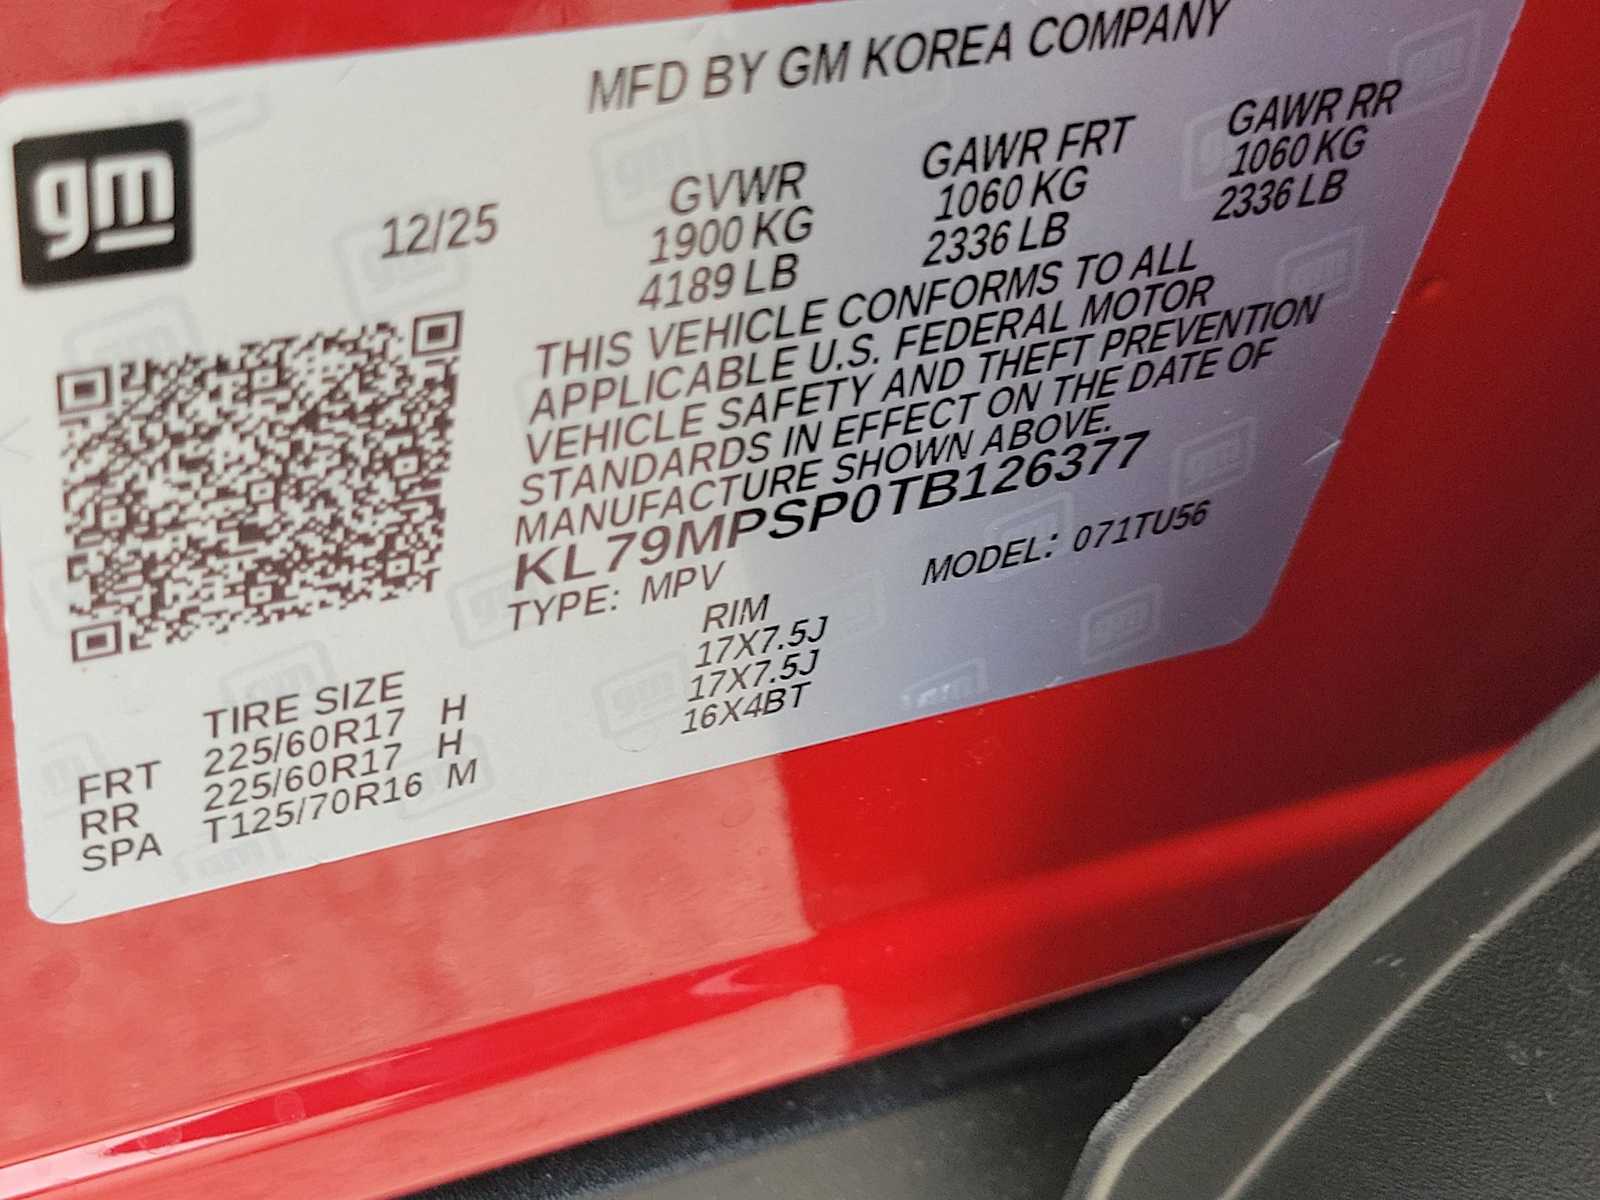 gm
MFD BY GM KOREA COMPANY
12/25
GVWR
1900 KG
4189 LB
GAWR FRT
1060 KG
2336 LB
GAWR RR
1060 KG
2336 LB
THIS VEHICLE CONFORMS TO ALL
APPLICABLE U.S. FEDERAL MOTOR
VEHICLE SAFETY AND THEFT PREVENTION
STANDARDS IN EFFECT ON THE DATE OF
MANUFACTURE SHOWN ABOVE.
KL79MPSP0TB126377
TYPE: MPV MODEL: 071TU56
TIRE SIZE RIM
FRT 225/60R17 H 17X7.5J
RR 225/60R17 H 17X7.5J
SPA T125/70R16 M 16X4BT